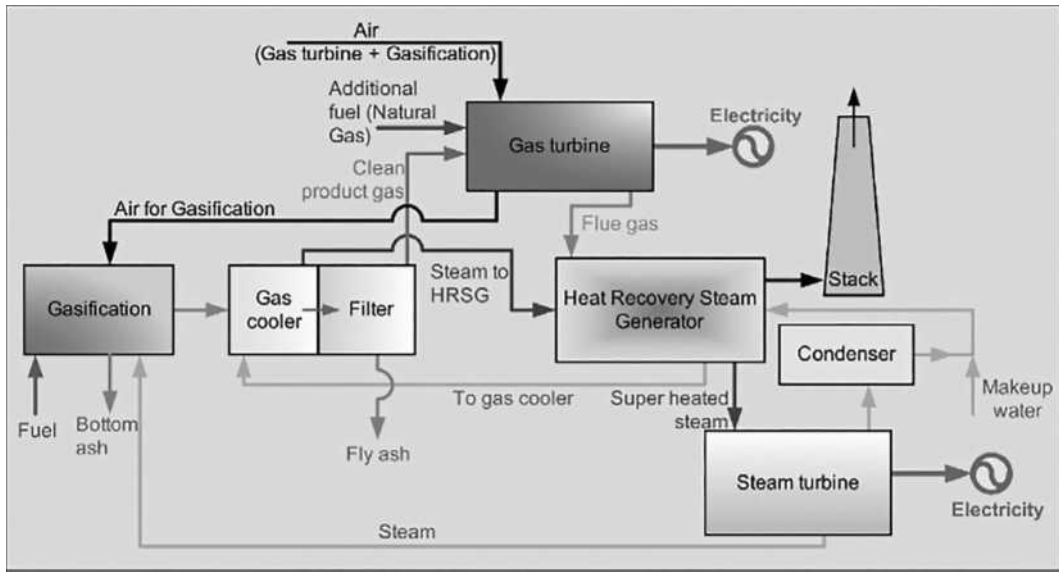 Air
(Gas turbine + Gasification)
Additional
fuel (Natural
Gas)
Gas turbine
Electricity
Clean
product gas
Air for Gasification
Flue gas
Steam to
HRSG
Gasification
Gas
cooler
Filter
Heat Recovery Steam
Generator
Stack
Condenser
Makeup
water
To gas cooler
Super heated
steam
Fuel
Bottom
ash
Fly ash
Steam turbine
Electricity
Steam